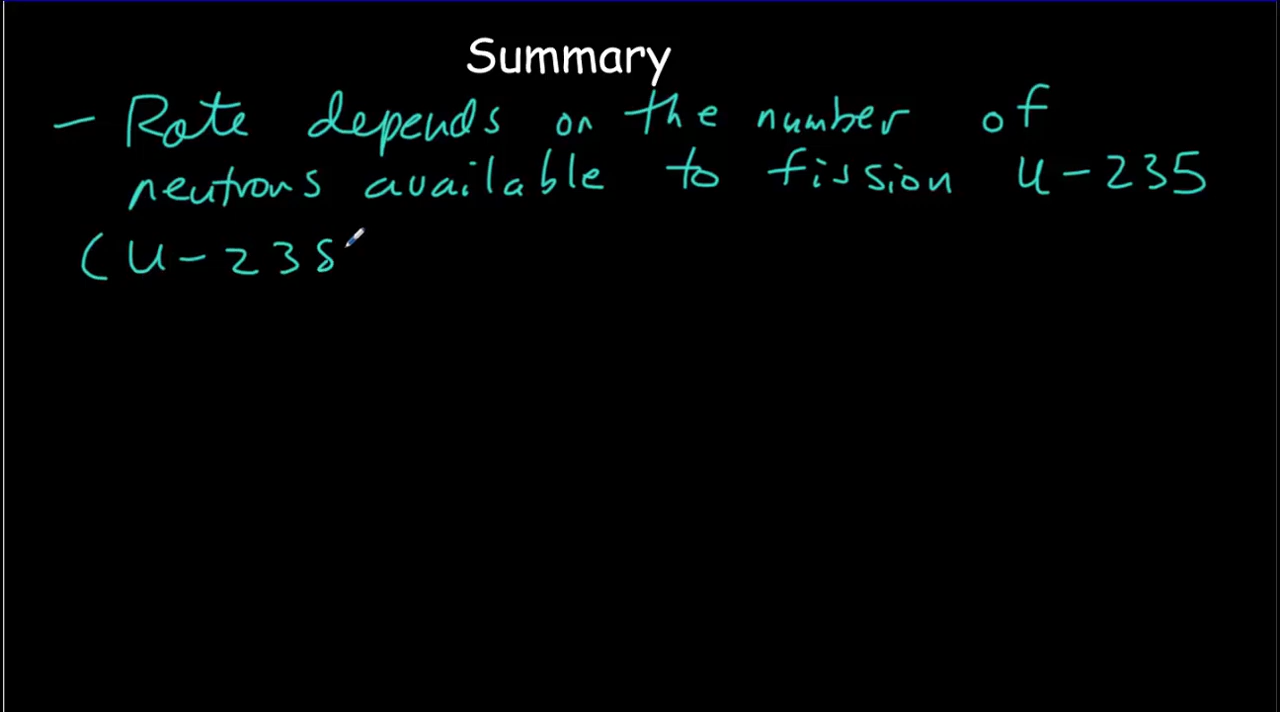 Summary
- Rate depends on the number of
neutrons available to fission U-235
(U-238